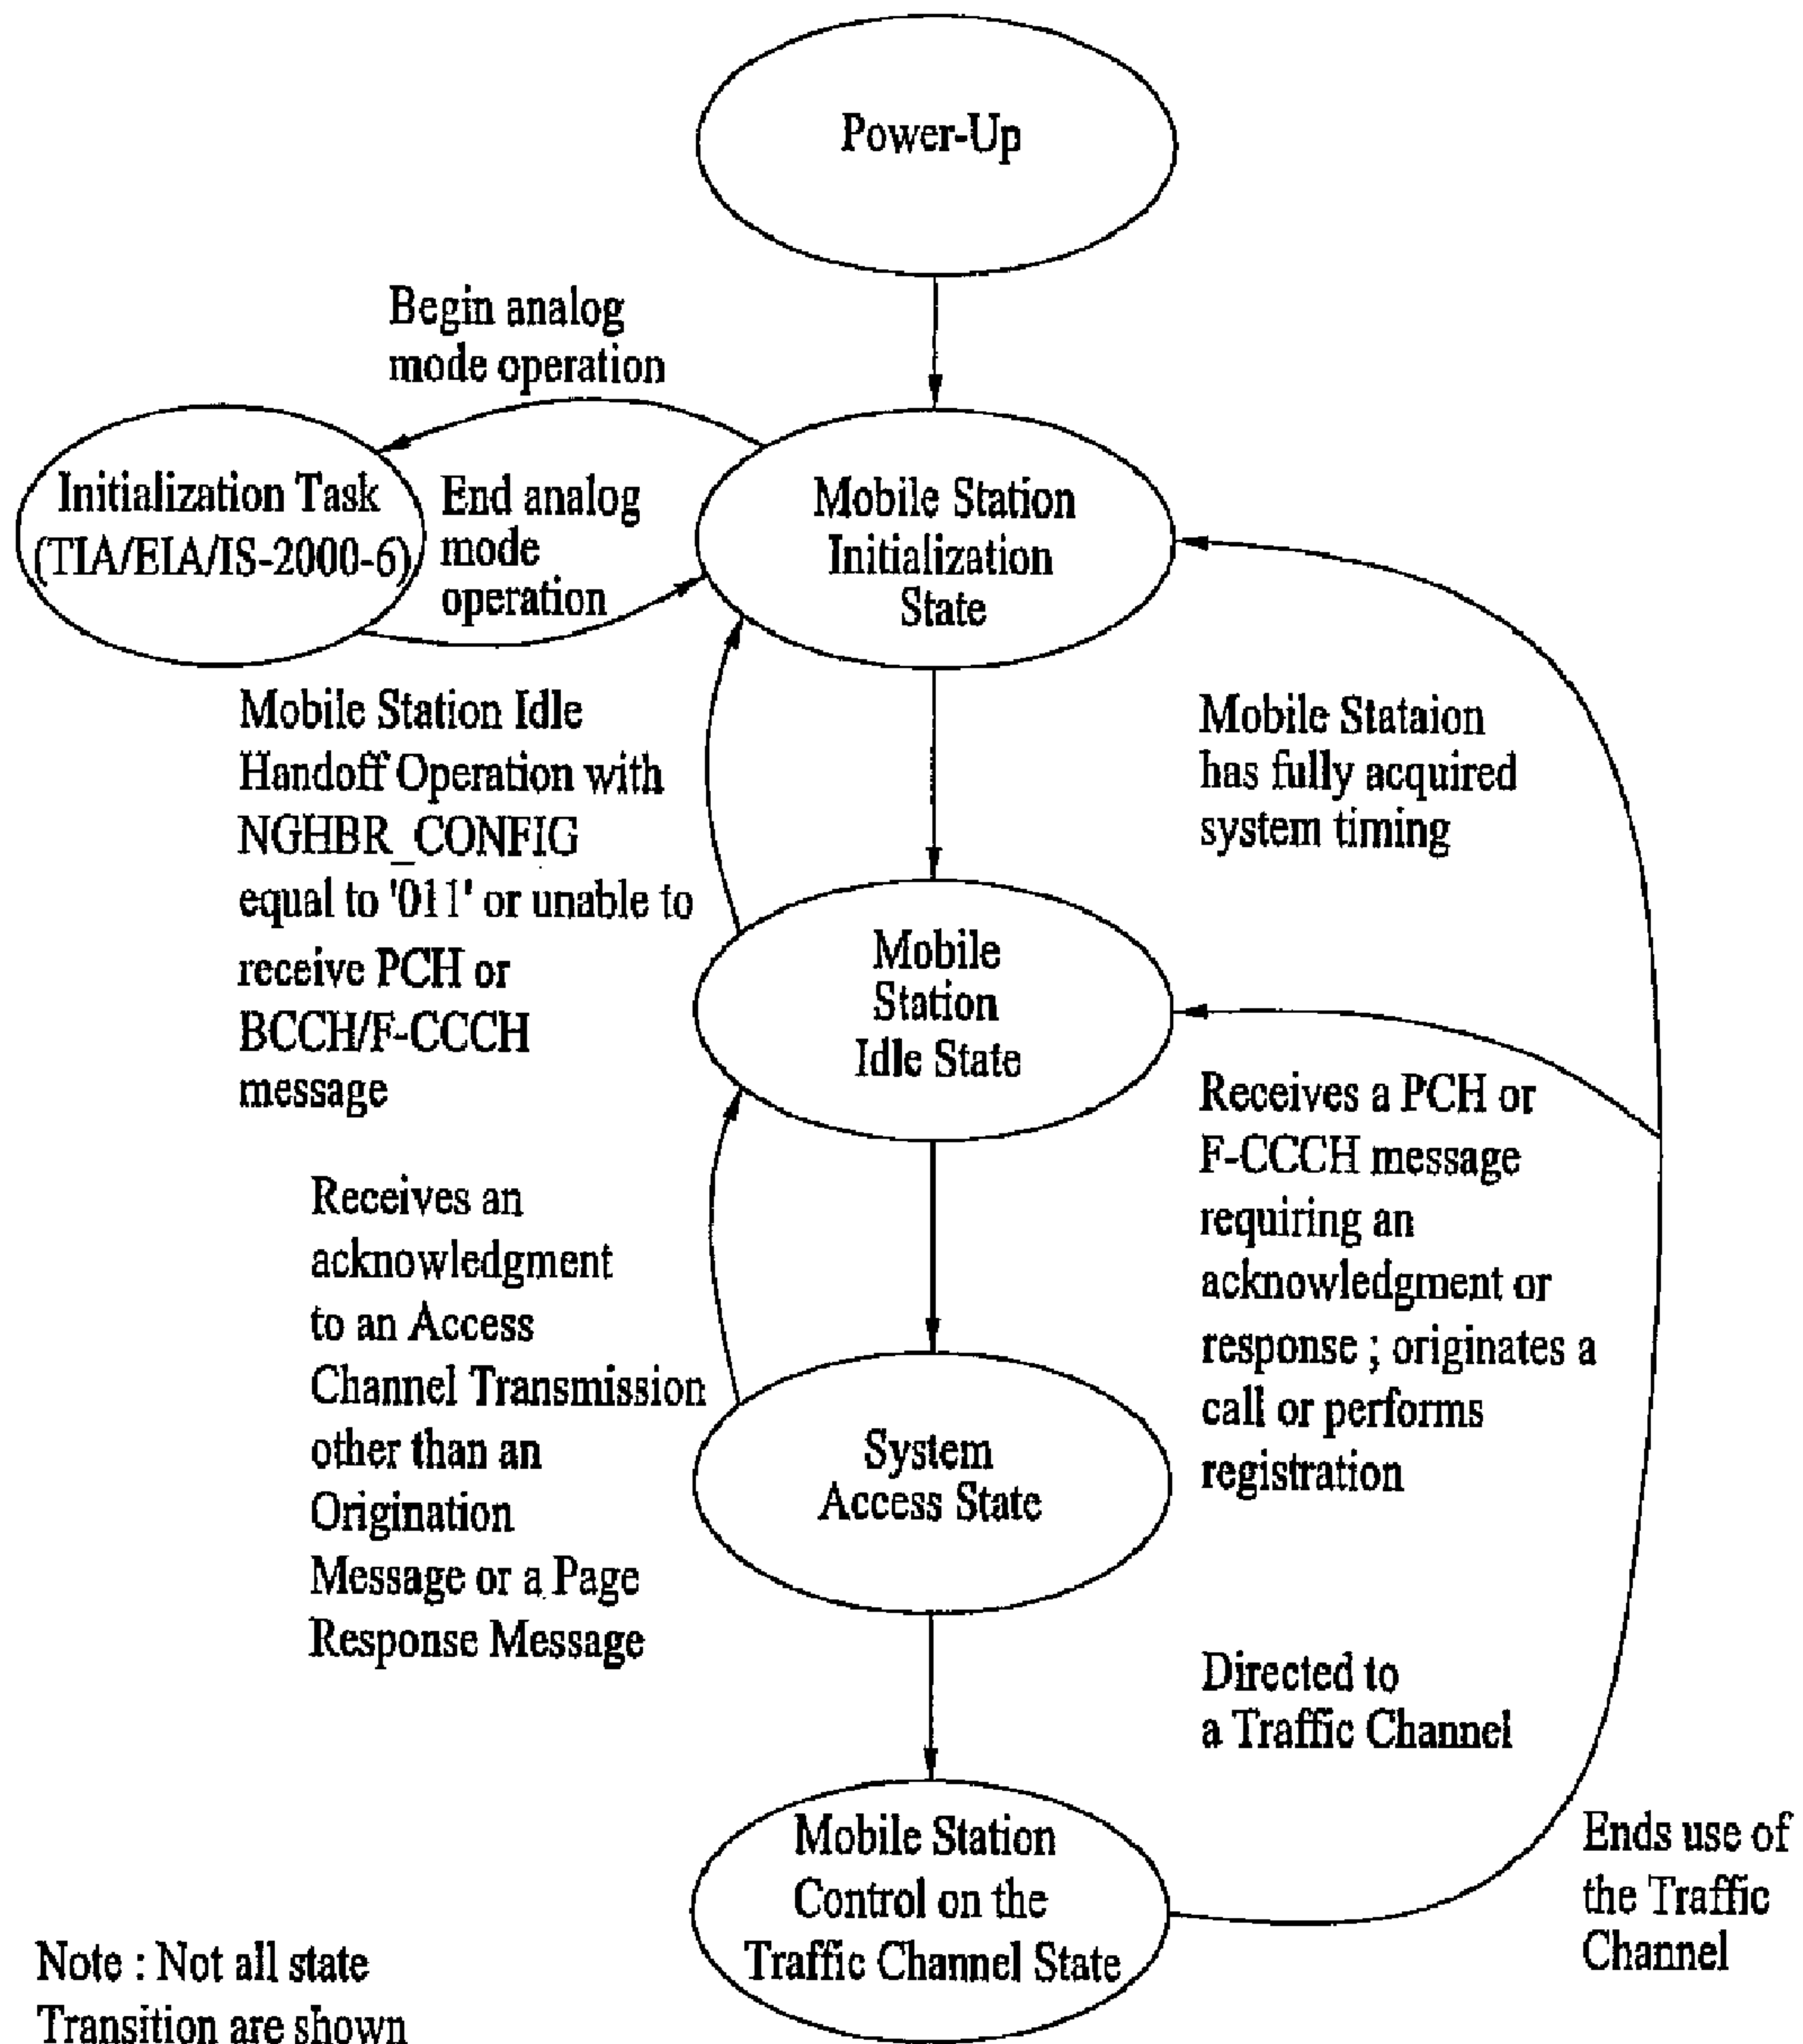 Power-Up
Begin analog
mode operation
Initialization Task
(TIA/EIA/IS-2000-6)
End analog
mode
operation
Mobile Station
Initialization
State
Mobile Station Idle
Handoff Operation with
NGHBR_CONFIG
equal to '011' or unable to
receive PCH or
BCCH/F-CCCH
message
Mobile Stataion
has fully acquired
system timing
Mobile
Station
Idle State
Receives an
acknowledgment
to an Access
Channel Transmission
other than an
Origination
Message or a Page
Response Message
Receives a PCH or
F-CCCH message
requiring an
acknowledgment or
response ; originates a
call or performs
registration
System
Access State
Directed to
a Traffic Channel
Mobile Station
Control on the
Traffic Channel State
Ends use of
the Traffic
Channel
Note : Not all state
Transition are shown